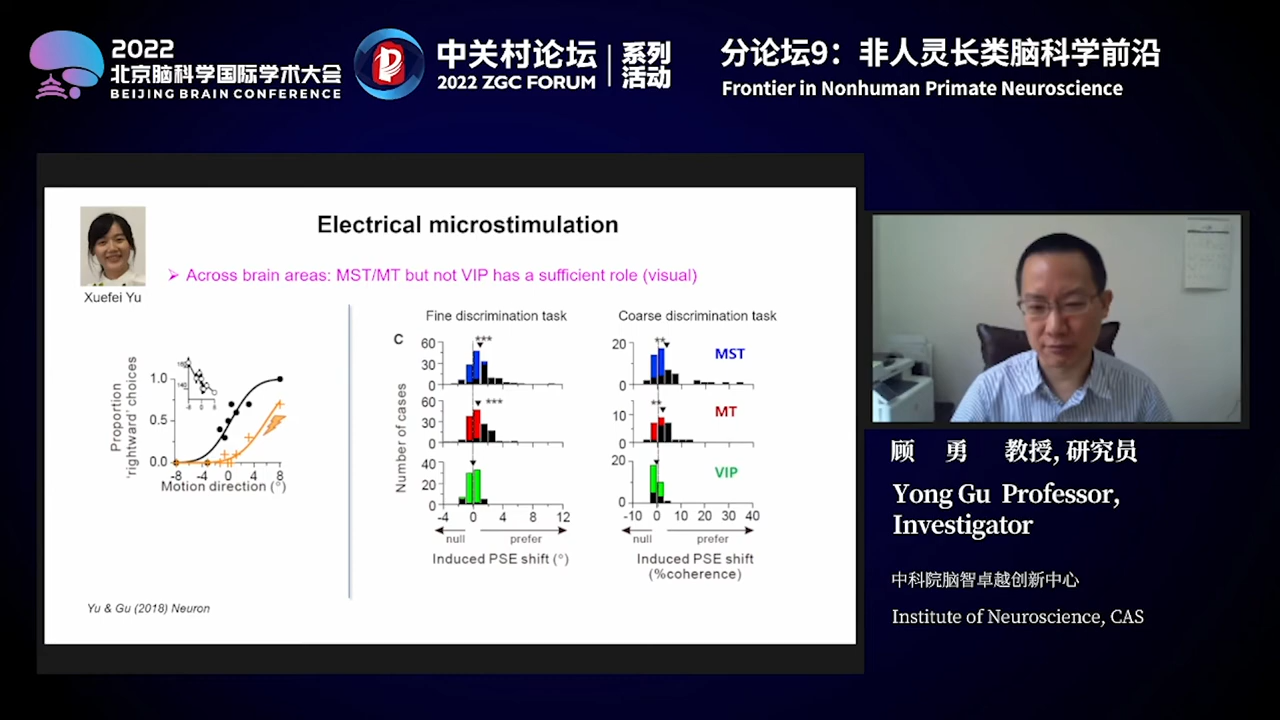 2022
北京脑科学国际学术大会
BEIJING BRAIN CONFERENCE
中关村论坛
2022 ZGC FORUM
系列
活动
分论坛9：非人灵长类脑科学前沿
Frontier in Nonhuman Primate Neuroscience
Electrical microstimulation
➢ Across brain areas: MST/MT but not VIP has a sufficient role (visual)
Xuefei Yu
Proportion
'rightward' choices
1.0
0.5
0.0
-8 -4 0 4 8
Motion direction (°)
C
Number of cases
Fine discrimination task
60
30
0
***
60
30
0
***
40
20
0
-4 0 4 8 12
null prefer
Induced PSE shift (°)
Coarse discrimination task
20
0
**
MST
10
0
**
MT
20
0
VIP
-10 0 10 20 30 40
null prefer
Induced PSE shift
(%coherence)
Yu & Gu (2018) Neuron
顾 勇 教授, 研究员
Yong Gu Professor,
Investigator
中科院脑智卓越创新中心
Institute of Neuroscience, CAS